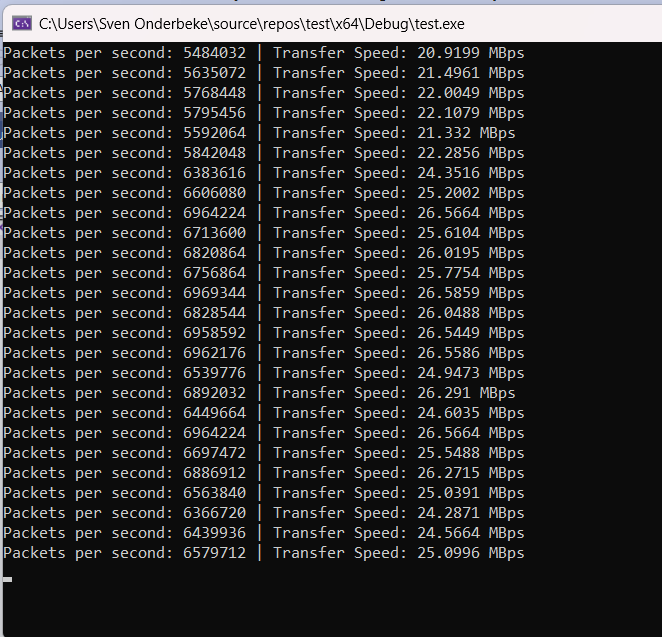 C:\Users\Sven Onderbeke\source\repos\test\x64\Debug\test.exe
Packets per second: 5484032 | Transfer Speed: 20.9199 MBps
Packets per second: 5635072 | Transfer Speed: 21.4961 MBps
Packets per second: 5768448 | Transfer Speed: 22.0049 MBps
Packets per second: 5795456 | Transfer Speed: 22.1079 MBps
Packets per second: 5592064 | Transfer Speed: 21.332 MBps
Packets per second: 5842048 | Transfer Speed: 22.2856 MBps
Packets per second: 6383616 | Transfer Speed: 24.3516 MBps
Packets per second: 6606080 | Transfer Speed: 25.2002 MBps
Packets per second: 6964224 | Transfer Speed: 26.5664 MBps
Packets per second: 6713600 | Transfer Speed: 25.6104 MBps
Packets per second: 6820864 | Transfer Speed: 26.0195 MBps
Packets per second: 6756864 | Transfer Speed: 25.7754 MBps
Packets per second: 6969344 | Transfer Speed: 26.5859 MBps
Packets per second: 6828544 | Transfer Speed: 26.0488 MBps
Packets per second: 6958592 | Transfer Speed: 26.5449 MBps
Packets per second: 6962176 | Transfer Speed: 26.5586 MBps
Packets per second: 6539776 | Transfer Speed: 24.9473 MBps
Packets per second: 6892032 | Transfer Speed: 26.291 MBps
Packets per second: 6449664 | Transfer Speed: 24.6035 MBps
Packets per second: 6964224 | Transfer Speed: 26.5664 MBps
Packets per second: 6697472 | Transfer Speed: 25.5488 MBps
Packets per second: 6886912 | Transfer Speed: 26.2715 MBps
Packets per second: 6563840 | Transfer Speed: 25.0391 MBps
Packets per second: 6366720 | Transfer Speed: 24.2871 MBps
Packets per second: 6439936 | Transfer Speed: 24.5664 MBps
Packets per second: 6579712 | Transfer Speed: 25.0996 MBps